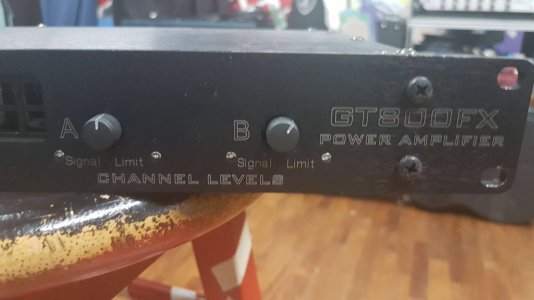 A
B
GT800FX
POWER AMPLIFIER
Signal Limit
Signal Limit
CHANNEL LEVELS